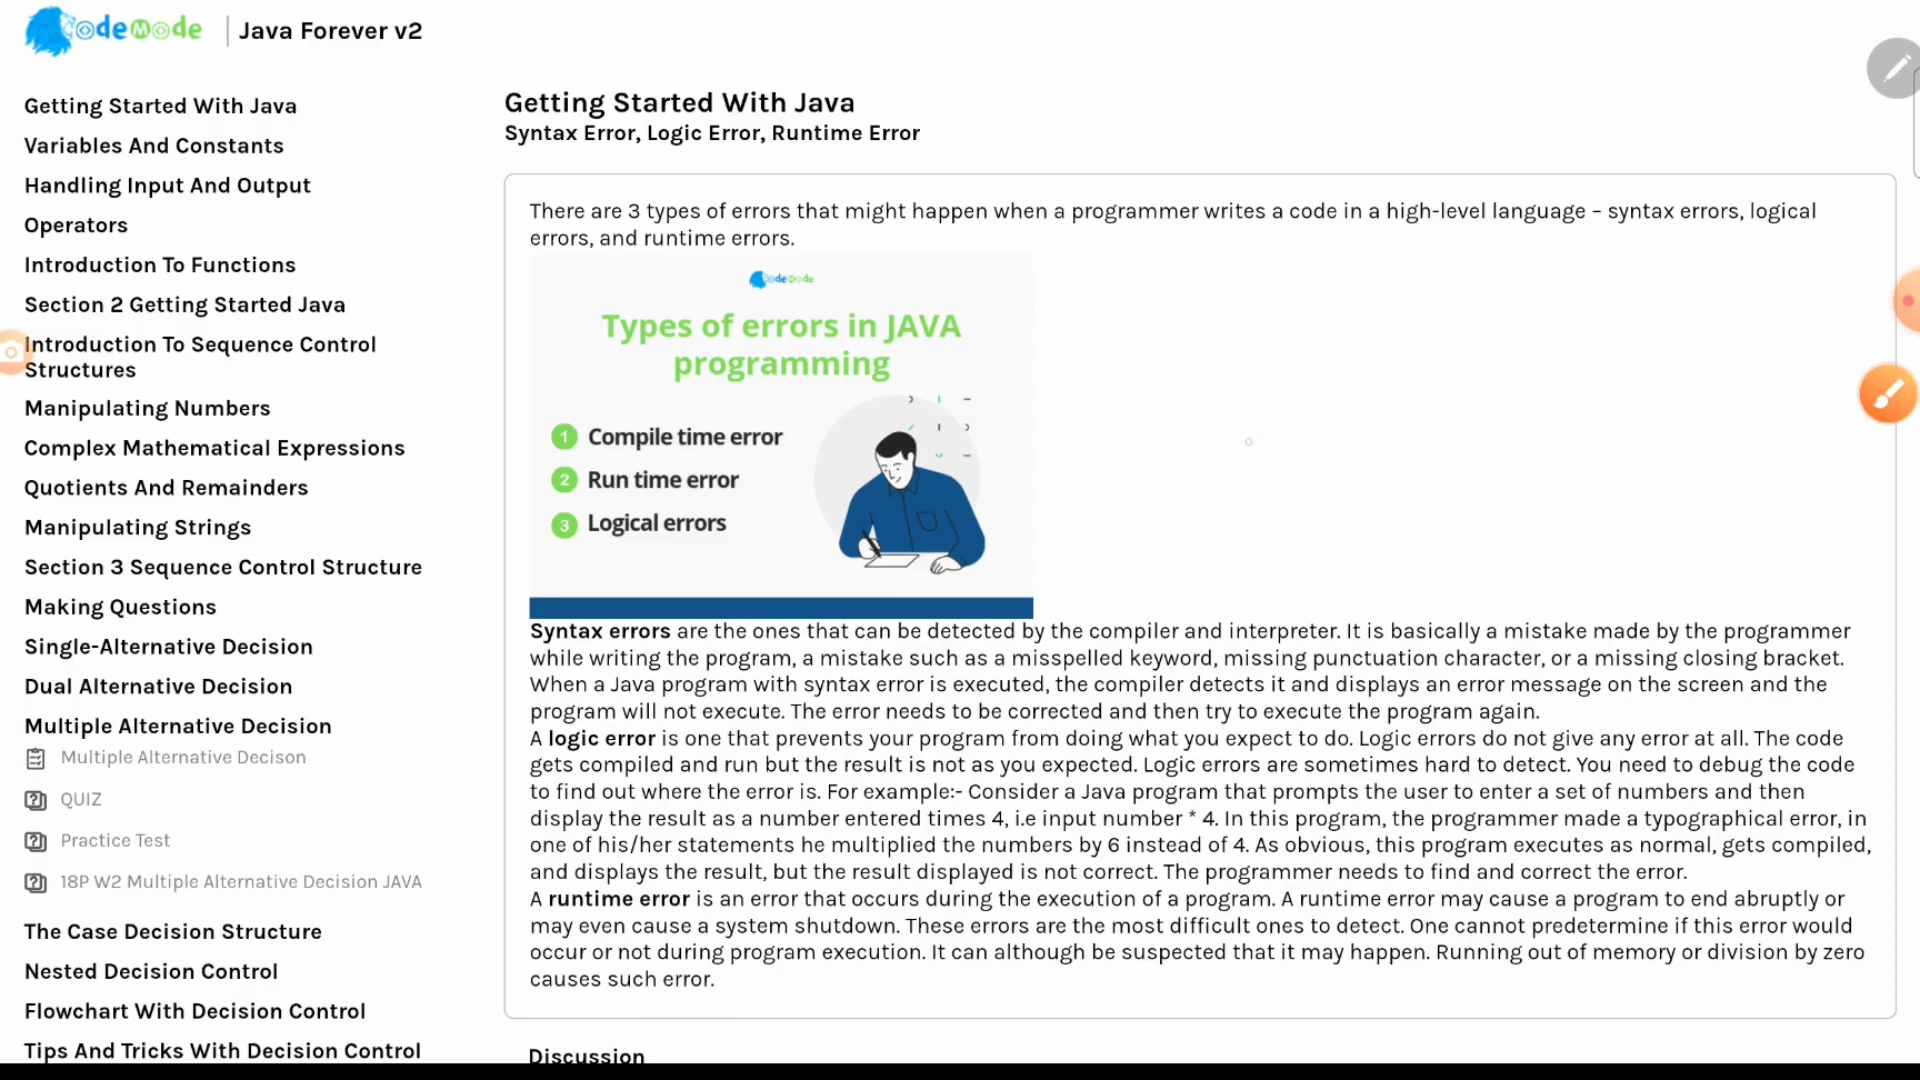 CodeMode
Java Forever v2
Getting Started With Java
Variables And Constants
Handling Input And Output
Operators
Introduction To Functions
Section 2 Getting Started Java
Introduction To Sequence Control
Structures
Manipulating Numbers
Complex Mathematical Expressions
Quotients And Remainders
Manipulating Strings
Section 3 Sequence Control Structure
Making Questions
Single-Alternative Decision
Dual Alternative Decision
Multiple Alternative Decision
Multiple Alternative Decison
QUIZ
Practice Test
18P W2 Multiple Alternative Decision JAVA
The Case Decision Structure
Nested Decision Control
Flowchart With Decision Control
Tips And Tricks With Decision Control
Getting Started With Java
Syntax Error, Logic Error, Runtime Error
There are 3 types of errors that might happen when a programmer writes a code in a high-level language – syntax errors, logical
errors, and runtime errors.
CodeMode
Types of errors in JAVA
programming
1 Compile time error
2 Run time error
3 Logical errors
Syntax errors are the ones that can be detected by the compiler and interpreter. It is basically a mistake made by the programmer
while writing the program, a mistake such as a misspelled keyword, missing punctuation character, or a missing closing bracket.
When a Java program with syntax error is executed, the compiler detects it and displays an error message on the screen and the
program will not execute. The error needs to be corrected and then try to execute the program again.
A logic error is one that prevents your program from doing what you expect to do. Logic errors do not give any error at all. The code
gets compiled and run but the result is not as you expected. Logic errors are sometimes hard to detect. You need to debug the code
to find out where the error is. For example:- Consider a Java program that prompts the user to enter a set of numbers and then
display the result as a number entered times 4, i.e input number * 4. In this program, the programmer made a typographical error, in
one of his/her statements he multiplied the numbers by 6 instead of 4. As obvious, this program executes as normal, gets compiled,
and displays the result, but the result displayed is not correct. The programmer needs to find and correct the error.
A runtime error is an error that occurs during the execution of a program. A runtime error may cause a program to end abruptly or
may even cause a system shutdown. These errors are the most difficult ones to detect. One cannot predetermine if this error would
occur or not during program execution. It can although be suspected that it may happen. Running out of memory or division by zero
causes such error.
Discussion